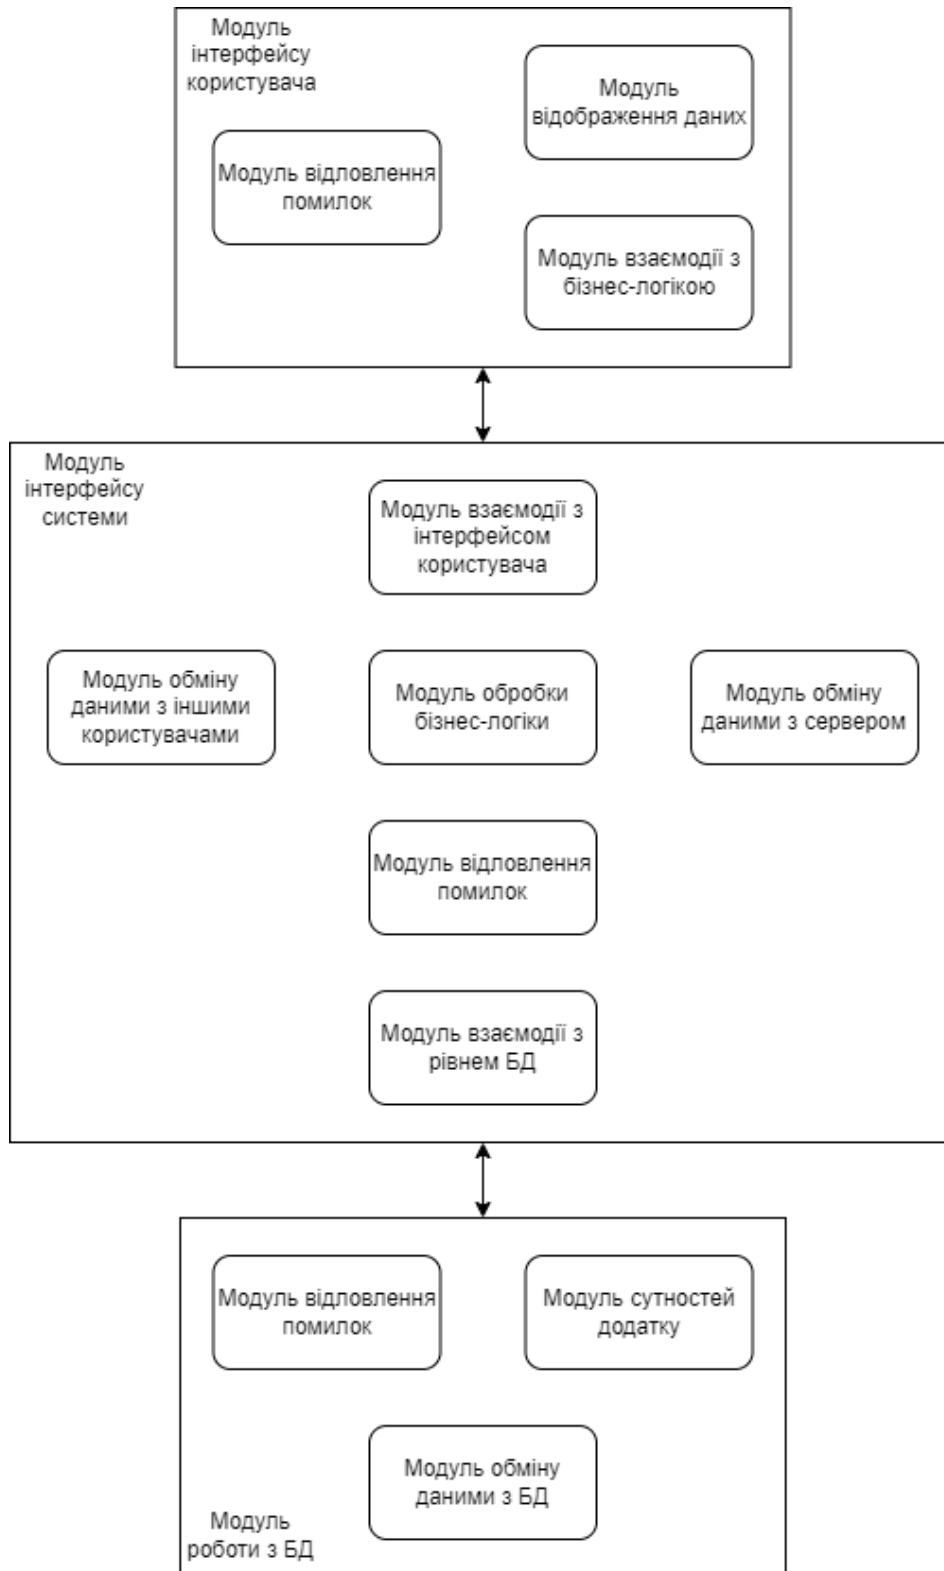 Модуль
інтерфейсу
користувача
Модуль
відображення даних
Модуль відловлення
помилок
Модуль взаємодії з
бізнес-логікою
Модуль
інтерфейсу
системи
Модуль взаємодії з
інтерфейсом
користувача
Модуль обміну
даними з іншими
користувачами
Модуль обробки
бізнес-логіки
Модуль обміну
даними з сервером
Модуль відловлення
помилок
Модуль взаємодії з
рівнем БД
Модуль відловлення
помилок
Модуль сутностей
додатку
Модуль обміну
даними з БД
Модуль
роботи з БД